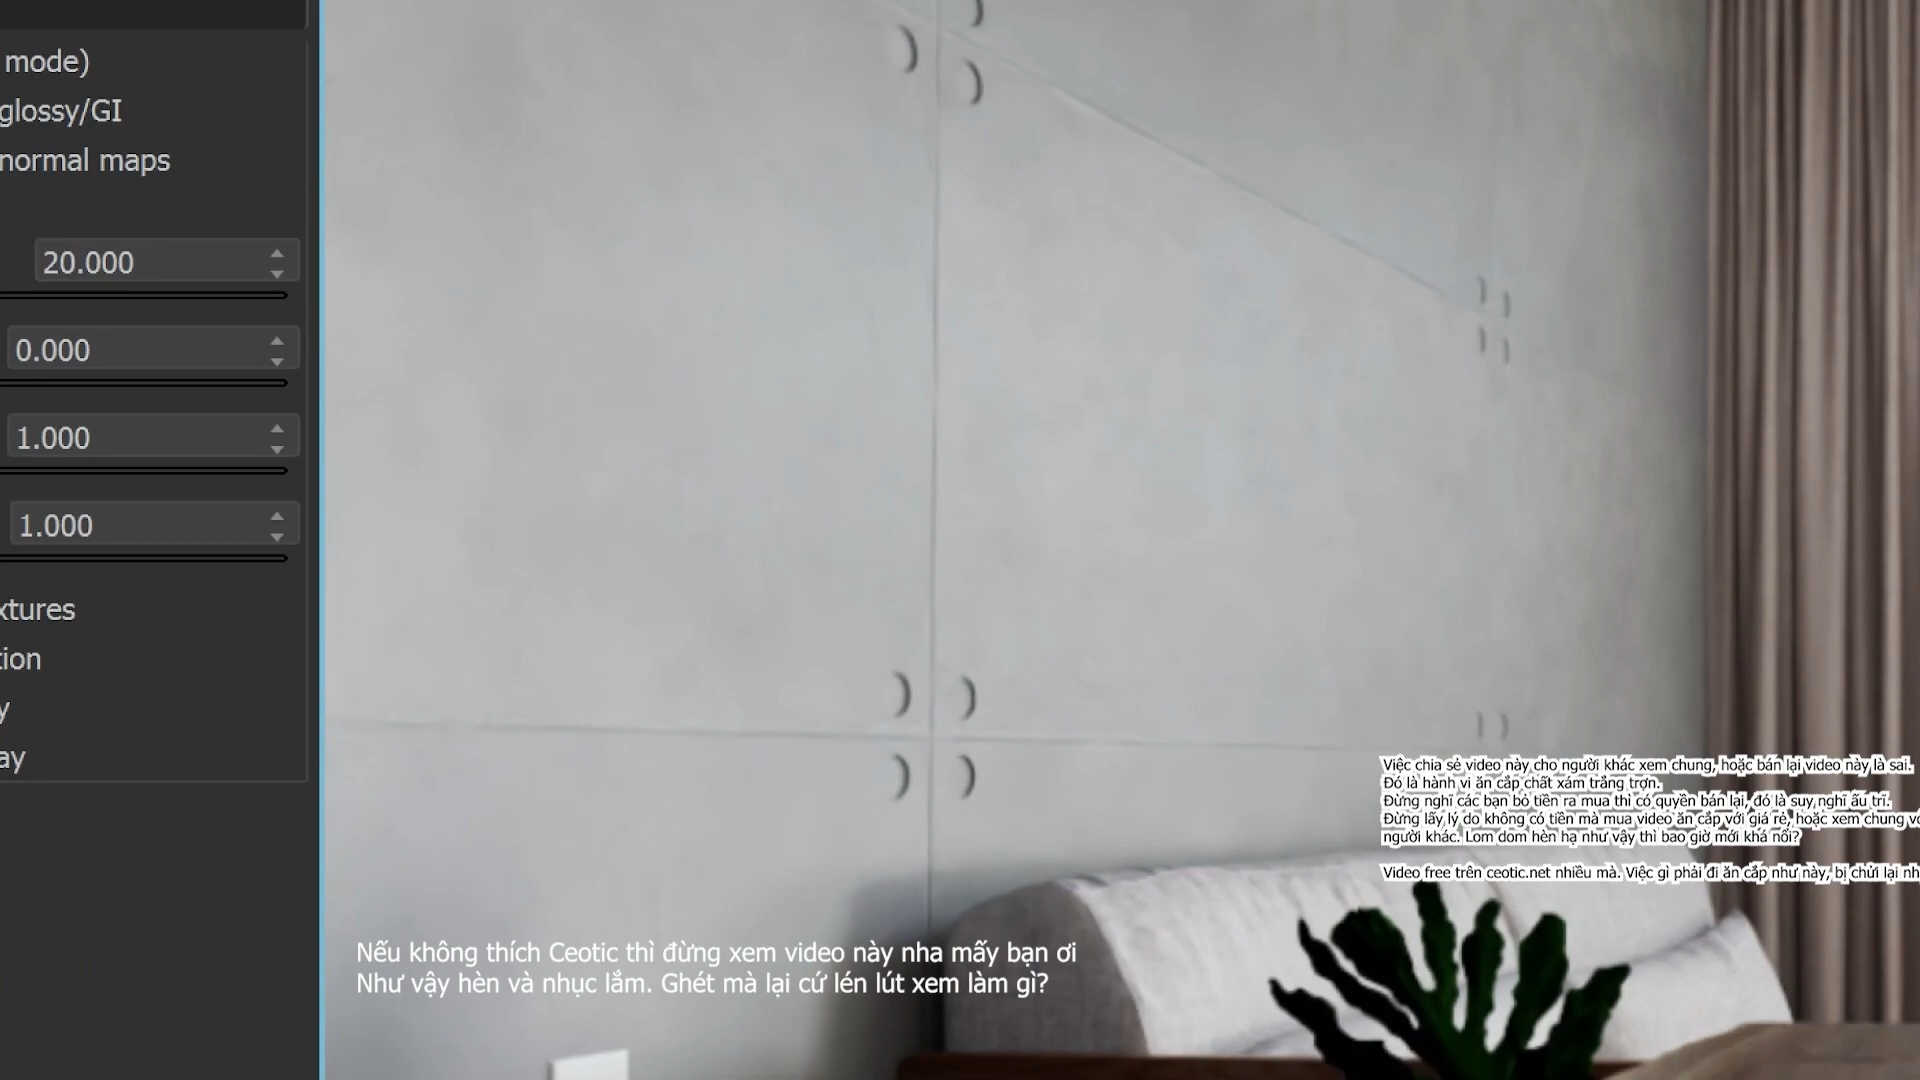 mode)
glossy/GI
normal maps
20.000
0.000
1.000
1.000
xtures
tion
y
ay
Việc chia sẻ video này cho người khác xem chung, hoặc bán lại video này là sai.
Đó là hành vi ăn cắp chất xám trắng trợn.
Đừng nghĩ các bạn bỏ tiền ra mua thì có quyền bán lại, đó là suy nghĩ ấu trĩ.
Đừng lấy lý do không có tiền mà mua video ăn cắp với giá rẻ, hoặc xem chung vớ
người khác. Lom dom hèn hạ như vậy thì bao giờ mới khá nổi?
Video free trên ceotic.net nhiều mà. Việc gì phải đi ăn cắp như này, bị chửi lại nh
Nếu không thích Ceotic thì đừng xem video này nha mấy bạn ơi
Như vậy hèn và nhục lắm. Ghét mà lại cứ lén lút xem làm gì?